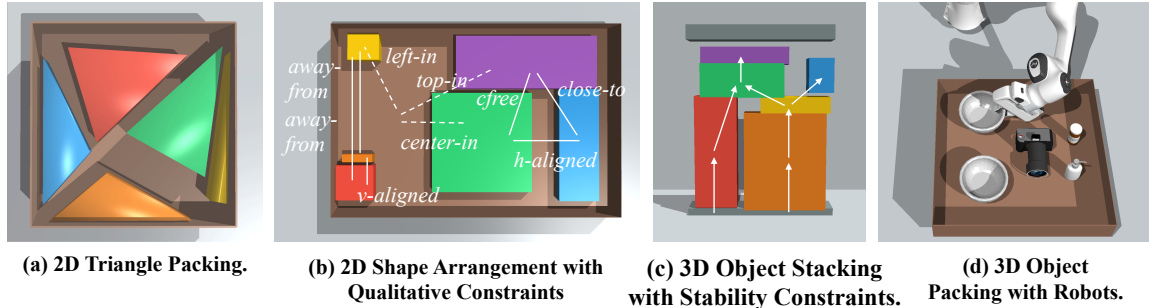 left-in
away-
from
top-in
cfree
close-to
away-
from
center-in
h-aligned
v-aligned
(a) 2D Triangle Packing.
(b) 2D Shape Arrangement with
Qualitative Constraints
(c) 3D Object Stacking
with Stability Constraints.
(d) 3D Object
Packing with Robots.